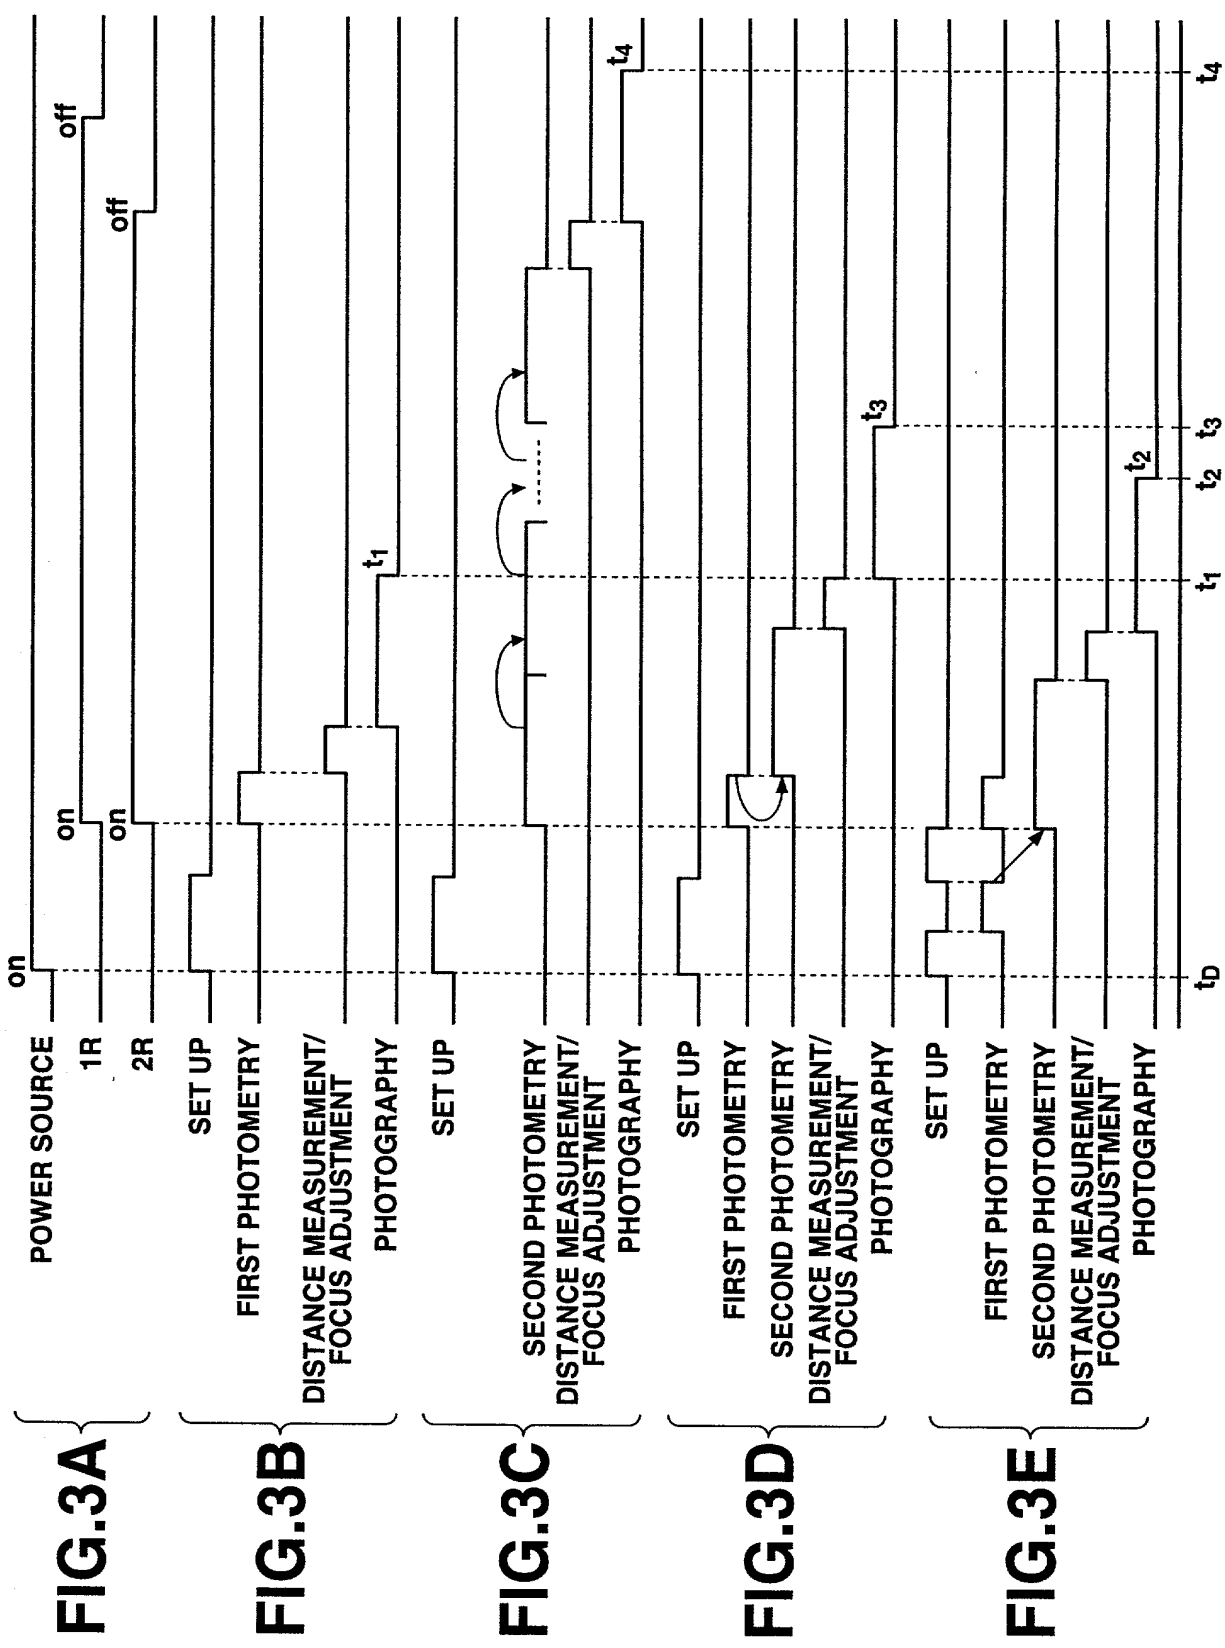 FIG.3A
POWER SOURCE
on
1R
on
off
2R
on
off
FIG.3B
SET UP
FIRST PHOTOMETRY
DISTANCE MEASUREMENT/
FOCUS ADJUSTMENT
PHOTOGRAPHY
t1
FIG.3C
SET UP
SECOND PHOTOMETRY
DISTANCE MEASUREMENT/
FOCUS ADJUSTMENT
PHOTOGRAPHY
t4
FIG.3D
SET UP
FIRST PHOTOMETRY
SECOND PHOTOMETRY
DISTANCE MEASUREMENT/
FOCUS ADJUSTMENT
PHOTOGRAPHY
t3
FIG.3E
SET UP
FIRST PHOTOMETRY
SECOND PHOTOMETRY
DISTANCE MEASUREMENT/
FOCUS ADJUSTMENT
PHOTOGRAPHY
t2
tD t1 t2 t3 t4